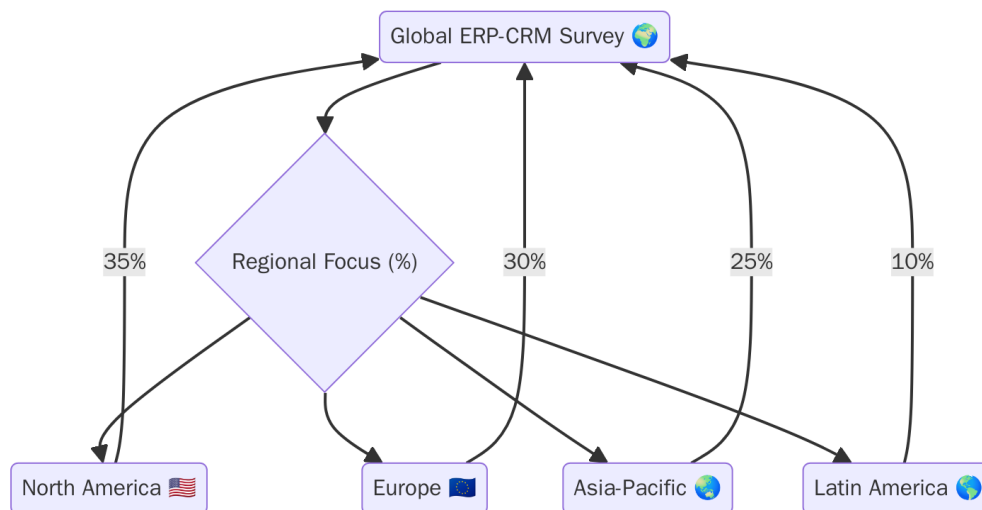 Global ERP-CRM Survey 🌍
35%
Regional Focus (%)
30%
25%
10%
North America 🇺🇸
Europe 🇪🇺
Asia-Pacific 🌏
Latin America 🌎